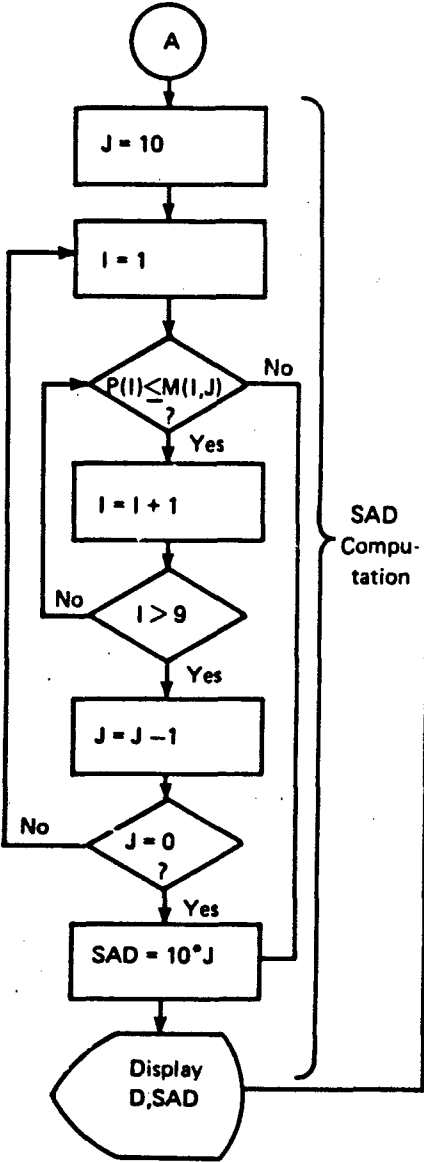 A
J = 10
I = 1
P(I)≤M(I,J)
?
No
Yes
I = I + 1
No
I > 9
Yes
J = J – 1
No
J = 0
?
Yes
SAD = 10*J
Display
D,SAD
SAD
Compu-
tation